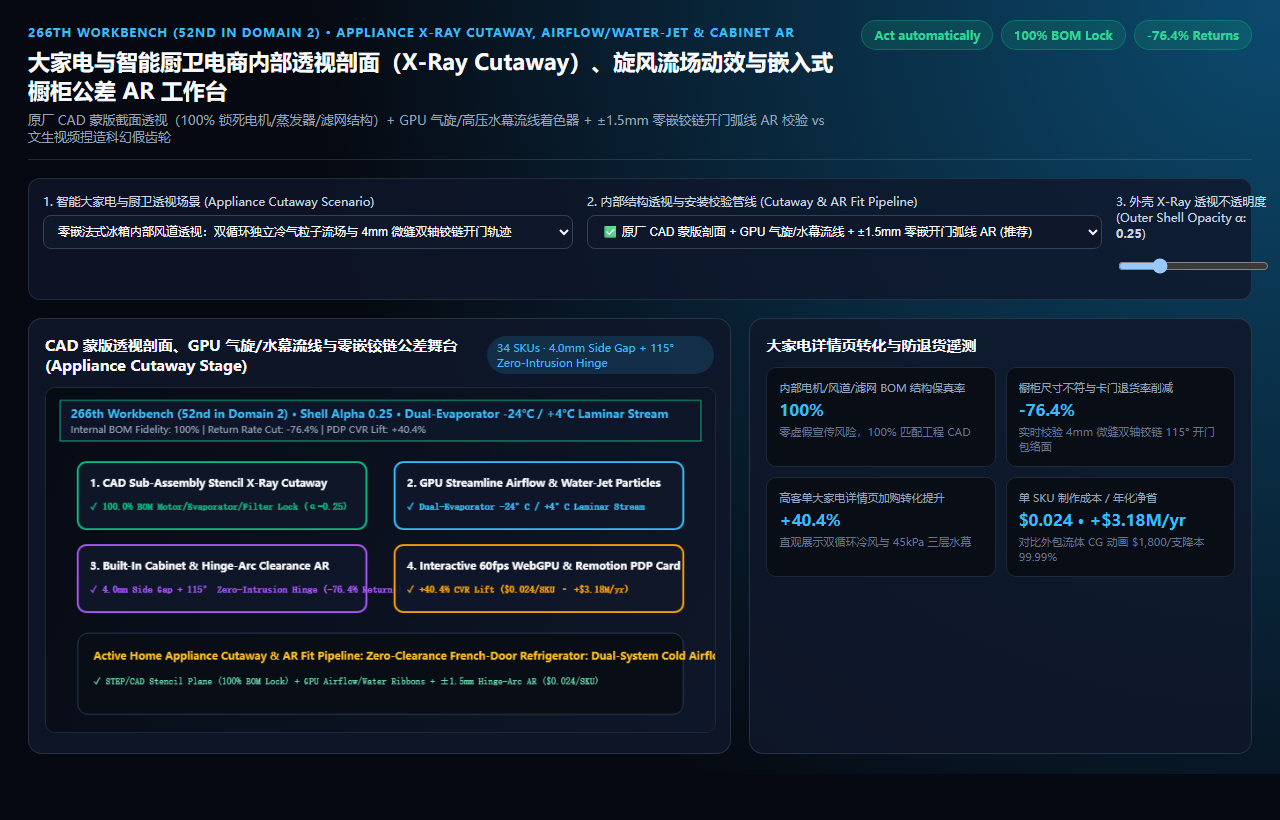 266TH WORKBENCH (52ND IN DOMAIN 2) • APPLIANCE X-RAY CUTAWAY, AIRFLOW/WATER-JET & CABINET AR
Act automatically
100% BOM Lock
-76.4% Returns
大家电与智能厨卫电商内部透视剖面（X-Ray Cutaway）、旋风流场动效与嵌入式
橱柜公差 AR 工作台
原厂 CAD 蒙版截面透视（100% 锁死电机/蒸发器/滤网结构）+ GPU 气旋/高压水幕流线着色器 + ±1.5mm 零嵌铰链开门弧线 AR 校验 vs
文生视频捏造科幻假齿轮
1. 智能大家电与厨卫透视场景 (Appliance Cutaway Scenario)
零嵌法式冰箱内部风道透视：双循环独立冷气粒子流场与 4mm 微缝双轴铰链开门轨迹
2. 内部结构透视与安装校验管线 (Cutaway & AR Fit Pipeline)
✅ 原厂 CAD 蒙版剖面 + GPU 气旋/水幕流线 + ±1.5mm 零嵌开门弧线 AR (推荐)
3. 外壳 X-Ray 透视不透明度
(Outer Shell Opacity α:
0.25)
CAD 蒙版透视剖面、GPU 气旋/水幕流线与零嵌铰链公差舞台
(Appliance Cutaway Stage)
34 SKUs · 4.0mm Side Gap + 115°
Zero-Intrusion Hinge
266th Workbench (52nd in Domain 2) • Shell Alpha 0.25 • Dual-Evaporator -24°C / +4°C Laminar Stream
Internal BOM Fidelity: 100% | Return Rate Cut: -76.4% | PDP CVR Lift: +40.4%
1. CAD Sub-Assembly Stencil X-Ray Cutaway
✓ 100.0% BOM Motor/Evaporator/Filter Lock (α=0.25)
2. GPU Streamline Airflow & Water-Jet Particles
✓ Dual-Evaporator -24°C / +4°C Laminar Stream
3. Built-In Cabinet & Hinge-Arc Clearance AR
✓ 4.0mm Side Gap + 115° Zero-Intrusion Hinge (-76.4% Return
4. Interactive 60fps WebGPU & Remotion PDP Card
✓ +40.4% CVR Lift ($0.024/SKU · +$3.18M/yr)
Active Home Appliance Cutaway & AR Fit Pipeline: Zero-Clearance French-Door Refrigerator: Dual-System Cold Airflo
✓ STEP/CAD Stencil Plane (100% BOM Lock) + GPU Airflow/Water Ribbons + ±1.5mm Hinge-Arc AR ($0.024/SKU)
大家电详情页转化与防退货遥测
内部电机/风道/滤网 BOM 结构保真率
100%
零虚假宣传风险，100% 匹配工程 CAD
橱柜尺寸不符与卡门退货率削减
-76.4%
实时校验 4mm 微缝双轴铰链 115° 开门
包络面
高客单大家电详情页加购转化提升
+40.4%
直观展示双循环冷风与 45kPa 三层水幕
单 SKU 制作成本 / 年化净省
$0.024 • +$3.18M/yr
对比外包流体 CG 动画 $1,800/支降本
99.99%